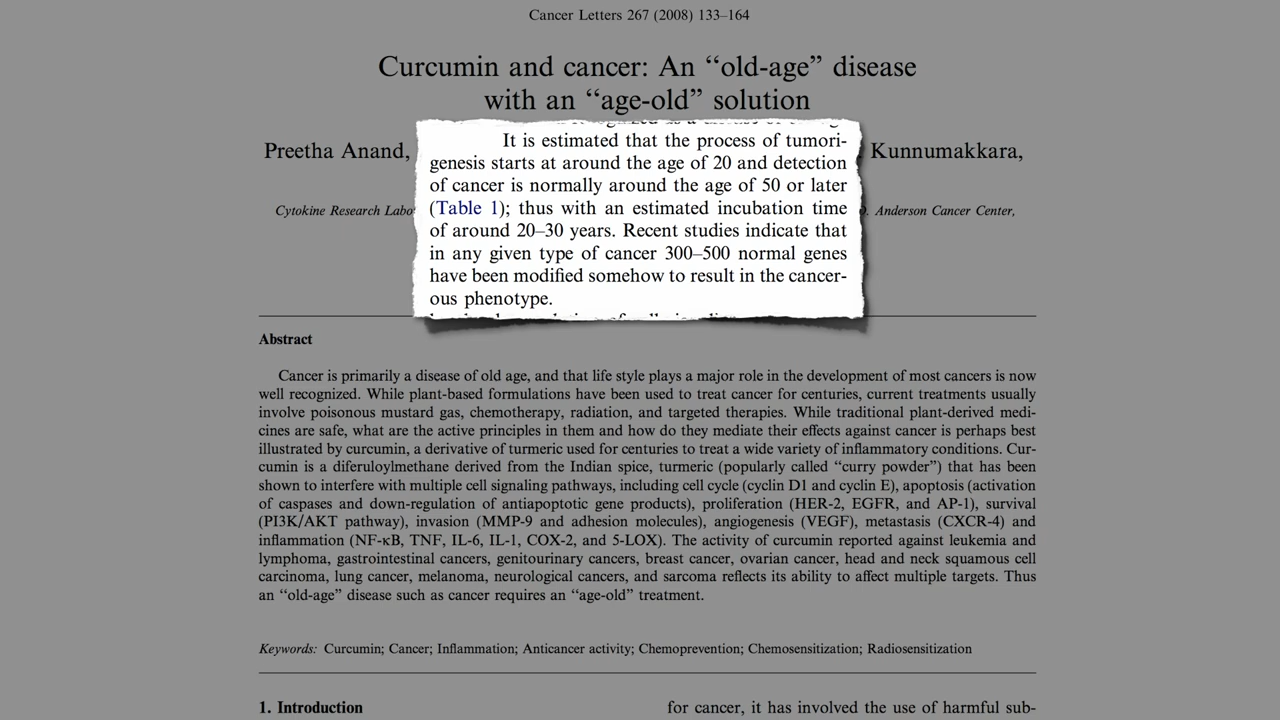 Cancer Letters 267 (2008) 133–164
Curcumin and cancer: An ‘‘old-age” disease
with an ‘‘age-old” solution
Preetha Anand, Kunnumakkara,
Cytokine Research Anderson Cancer Center,
It is estimated that the process of tumori-
genesis starts at around the age of 20 and detection
of cancer is normally around the age of 50 or later
(Table 1); thus with an estimated incubation time
of around 20–30 years. Recent studies indicate that
in any given type of cancer 300–500 normal genes
have been modified somehow to result in the cancer-
ous phenotype.
Abstract
Cancer is primarily a disease of old age, and that life style plays a major role in the development of most cancers is now
well recognized. While plant-based formulations have been used to treat cancer for centuries, current treatments usually
involve poisonous mustard gas, chemotherapy, radiation, and targeted therapies. While traditional plant-derived medi-
cines are safe, what are the active principles in them and how do they mediate their effects against cancer is perhaps best
illustrated by curcumin, a derivative of turmeric used for centuries to treat a wide variety of inflammatory conditions. Cur-
cumin is a diferuloylmethane derived from the Indian spice, turmeric (popularly called ‘‘curry powder”) that has been
shown to interfere with multiple cell signaling pathways, including cell cycle (cyclin D1 and cyclin E), apoptosis (activation
of caspases and down-regulation of antiapoptotic gene products), proliferation (HER-2, EGFR, and AP-1), survival
(PI3K/AKT pathway), invasion (MMP-9 and adhesion molecules), angiogenesis (VEGF), metastasis (CXCR-4) and
inflammation (NF-κB, TNF, IL-6, IL-1, COX-2, and 5-LOX). The activity of curcumin reported against leukemia and
lymphoma, gastrointestinal cancers, genitourinary cancers, breast cancer, ovarian cancer, head and neck squamous cell
carcinoma, lung cancer, melanoma, neurological cancers, and sarcoma reflects its ability to affect multiple targets. Thus
an ‘‘old-age” disease such as cancer requires an ‘‘age-old” treatment.
Keywords: Curcumin; Cancer; Inflammation; Anticancer activity; Chemoprevention; Chemosensitization; Radiosensitization
1. Introduction
for cancer, it has involved the use of harmful sub-